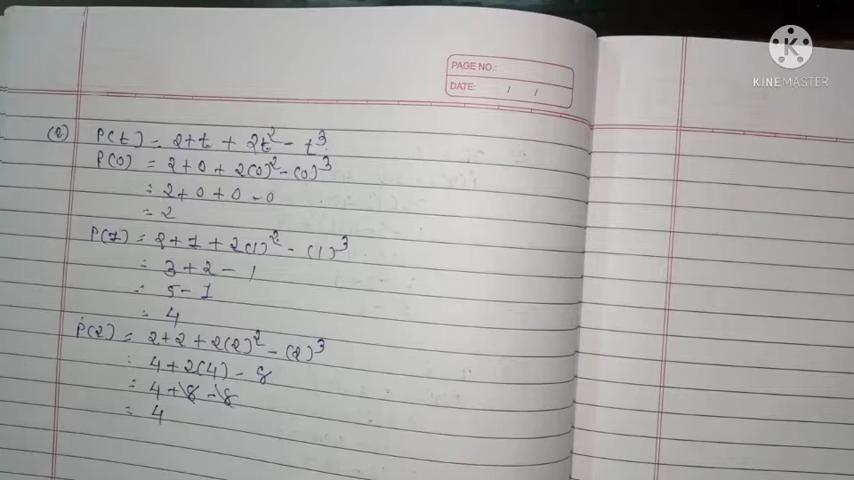 KINEMASTER
PAGE NO.:
DATE: / /
(2) P(t) = 2+t + 2t² - t³.
P(0) = 2+0 + 2(0)² - (0)³
= 2+0+0-0
= 2
P(1) = 2+1 + 2(1)² - (1)³
= 3+2-1
= 5-1
= 4
P(2) = 2+2 + 2(2)² - (2)³
= 4+2(4) - 8
= 4+8-8
= 4